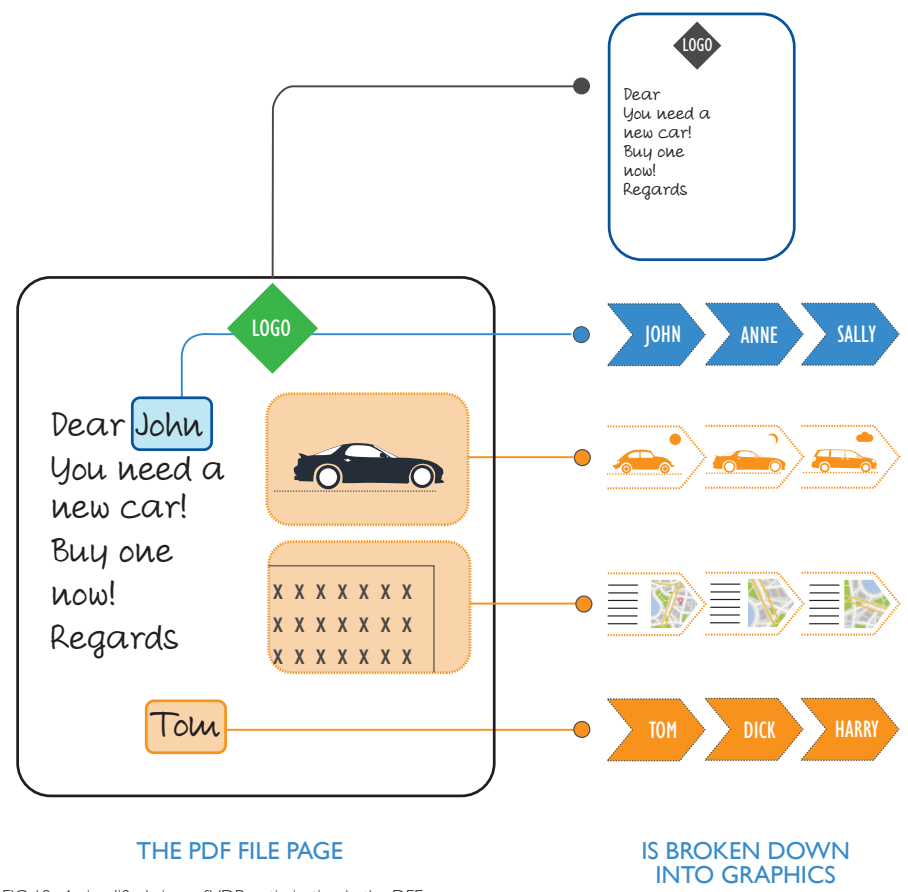 LOGO
Dear
You need a
new car!
Buy one
now!
Regards
LOGO
Dear John
You need a
new car!
Buy one
now!
Regards
X X X X X X X
X X X X X X X
X X X X X X X
Tom
JOHN ANNE SALLY
TOM DICK HARRY
THE PDF FILE PAGE
IS BROKEN DOWN
INTO GRAPHICS